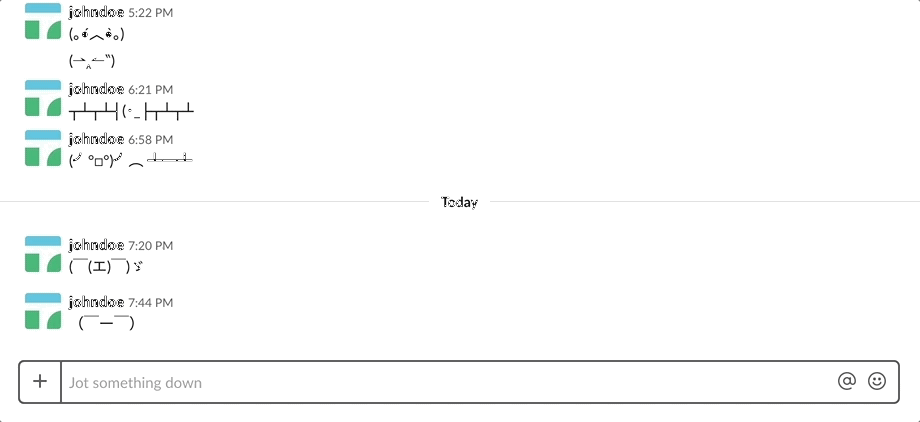 johndoe 5:22 PM
(｡•́︿•̀｡)
(⇀‸↼‶)
johndoe 6:21 PM
┬┴┬┴┤(･_├┬┴┬┴
johndoe 6:58 PM
(╯°□°)╯︵ ┻━┻
Today
johndoe 7:20 PM
(￣(エ)￣)ゞ
johndoe 7:44 PM
(￣ー￣)
Jot something down